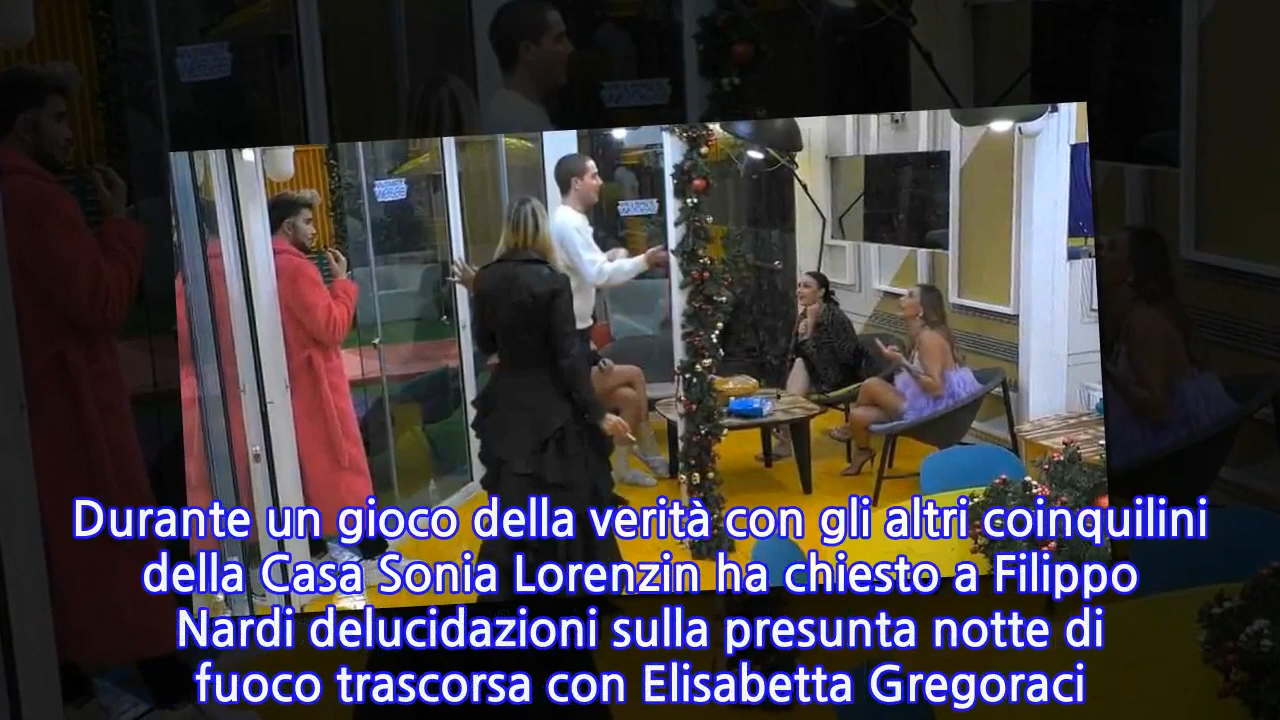 Durante un gioco della verità con gli altri coinquilini
della Casa Sonia Lorenzin ha chiesto a Filippo
Nardi delucidazioni sulla presunta notte di
fuoco trascorsa con Elisabetta Gregoraci